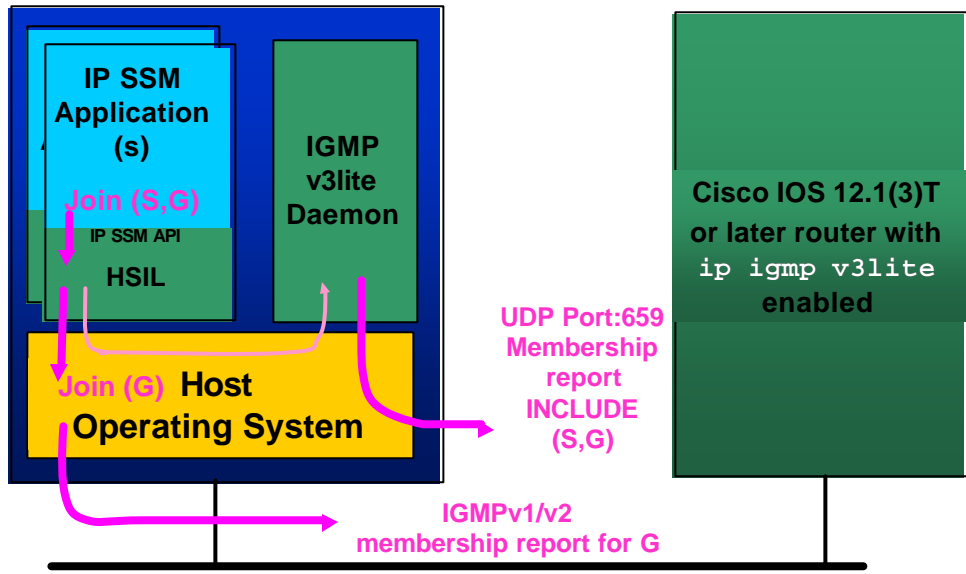 IP SSM
Application
(s)
Join (S,G)
IP SSM API
HSIL
IGMP
v3lite
Daemon
Join (G) Host
Operating System
UDP Port:659
Membership
report
INCLUDE
(S,G)
IGMPv1/v2
membership report for G
Cisco IOS 12.1(3)T
or later router with
ip igmp v3lite
enabled